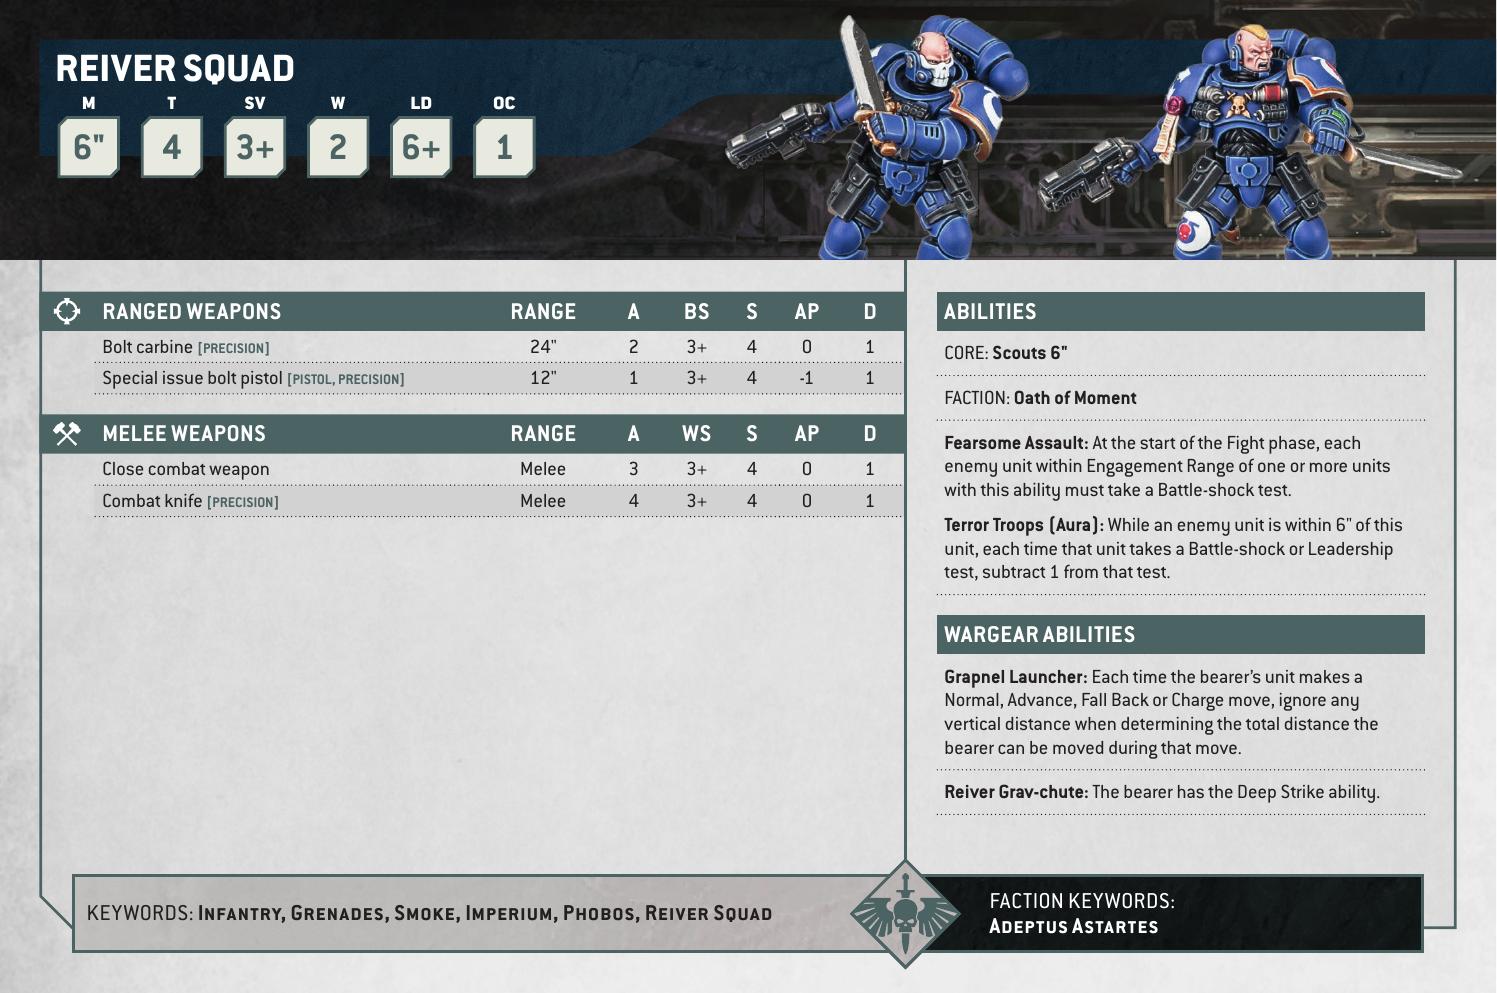 REIVER SQUAD
M T SV W LD OC
6" 4 3+ 2 6+ 1
RANGED WEAPONS RANGE A BS S AP D
Bolt carbine [PRECISION] 24" 2 3+ 4 0 1
Special issue bolt pistol [PISTOL, PRECISION] 12" 1 3+ 4 -1 1
MELEE WEAPONS RANGE A WS S AP D
Close combat weapon Melee 3 3+ 4 0 1
Combat knife [PRECISION] Melee 4 3+ 4 0 1
ABILITIES
CORE: Scouts 6"
FACTION: Oath of Moment
Fearsome Assault: At the start of the Fight phase, each
enemy unit within Engagement Range of one or more units
with this ability must take a Battle-shock test.
Terror Troops (Aura): While an enemy unit is within 6" of this
unit, each time that unit takes a Battle-shock or Leadership
test, subtract 1 from that test.
WARGEAR ABILITIES
Grapnel Launcher: Each time the bearer’s unit makes a
Normal, Advance, Fall Back or Charge move, ignore any
vertical distance when determining the total distance the
bearer can be moved during that move.
Reiver Grav-chute: The bearer has the Deep Strike ability.
KEYWORDS: Infantry, Grenades, Smoke, Imperium, Phobos, Reiver Squad
FACTION KEYWORDS:
Adeptus Astartes